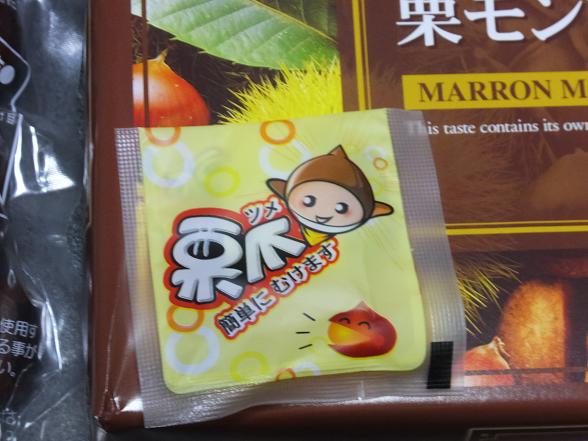 栗モン
MARRON M
This taste contains its own
ツメ
栗爪
簡単に むけます
使用す
る事が
い。